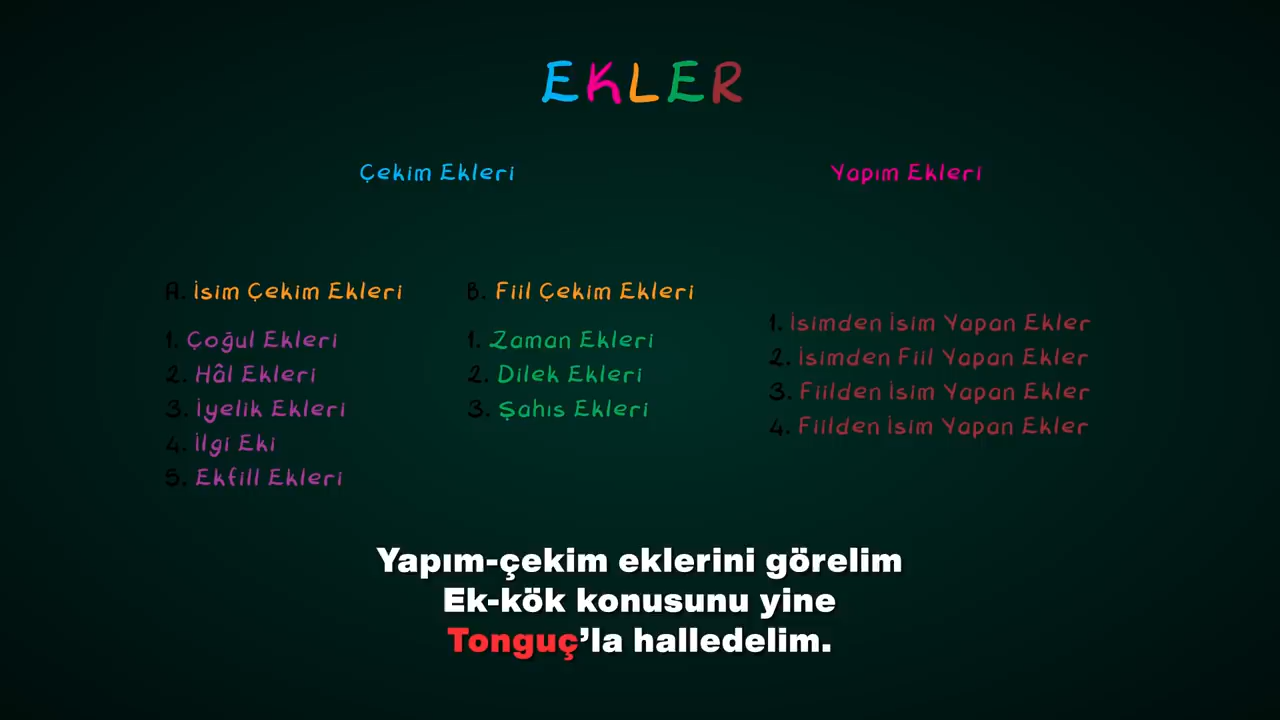 EKLER
Çekim Ekleri
Yapım Ekleri
A. İsim Çekim Ekleri
1. Çoğul Ekleri
2. Hâl Ekleri
3. İyelik Ekleri
4. İlgi Eki
5. Ekfill Ekleri
B. Fiil Çekim Ekleri
1. Zaman Ekleri
2. Dilek Ekleri
3. Şahıs Ekleri
1. İsimden İsim Yapan Ekler
2. İsimden Fiil Yapan Ekler
3. Fiilden İsim Yapan Ekler
4. Fiilden İsim Yapan Ekler
Yapım-çekim eklerini görelim
Ek-kök konusunu yine
Tonguç’la halledelim.